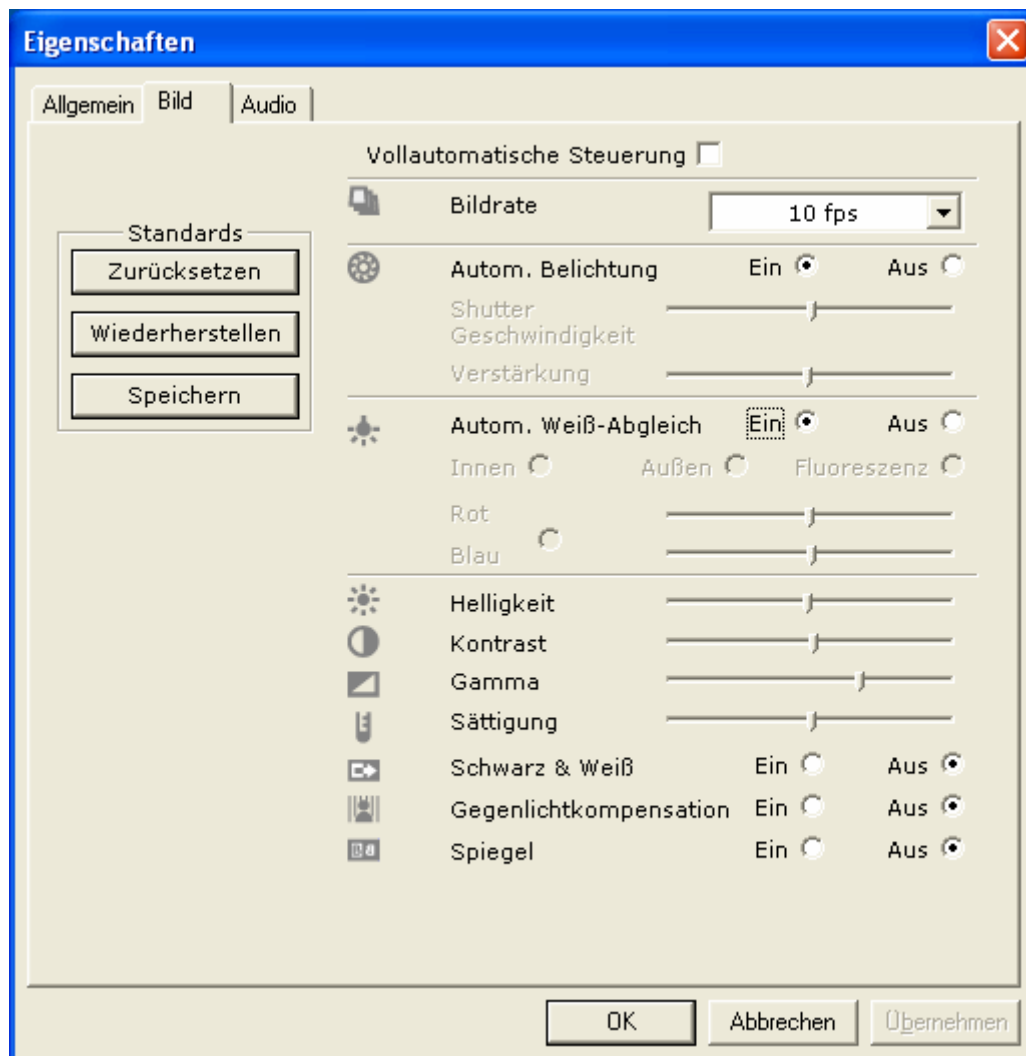 Eigenschaften
Allgemein Bild Audio
Vollautomatische Steuerung
Bildrate 10 fps
Standards
Zurücksetzen
Wiederherstellen
Speichern
Autom. Belichtung Ein Aus
Shutter
Geschwindigkeit
Verstärkung
Autom. Weiß-Abgleich Ein Aus
Innen Außen Fluoreszenz
Rot
Blau
Helligkeit
Kontrast
Gamma
Sättigung
Schwarz & Weiß Ein Aus
Gegenlichtkompensation Ein Aus
Spiegel Ein Aus
OK Abbrechen Übernehmen